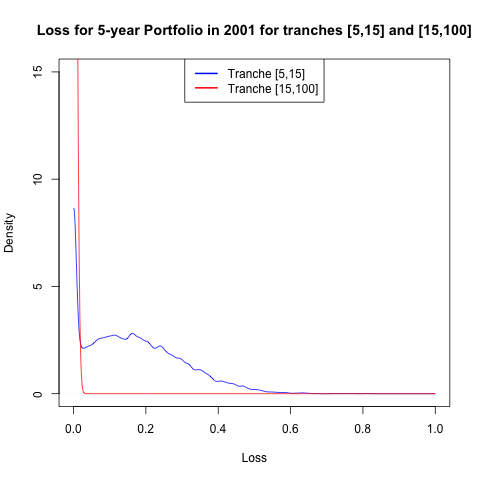 Loss for 5-year Portfolio in 2001 for tranches [5,15] and [15,100]
Tranche [5,15]
Tranche [15,100]
Density
15
10
5
0
0.0 0.2 0.4 0.6 0.8 1.0
Loss